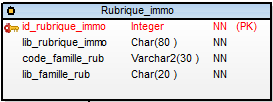 Rubrique_immo
id_rubrique_immo Integer NN (PK)
lib_rubrique_immo Char(80 ) NN
code_famille_rub Varchar2(30 ) NN
lib_famille_rub Char(20 ) NN